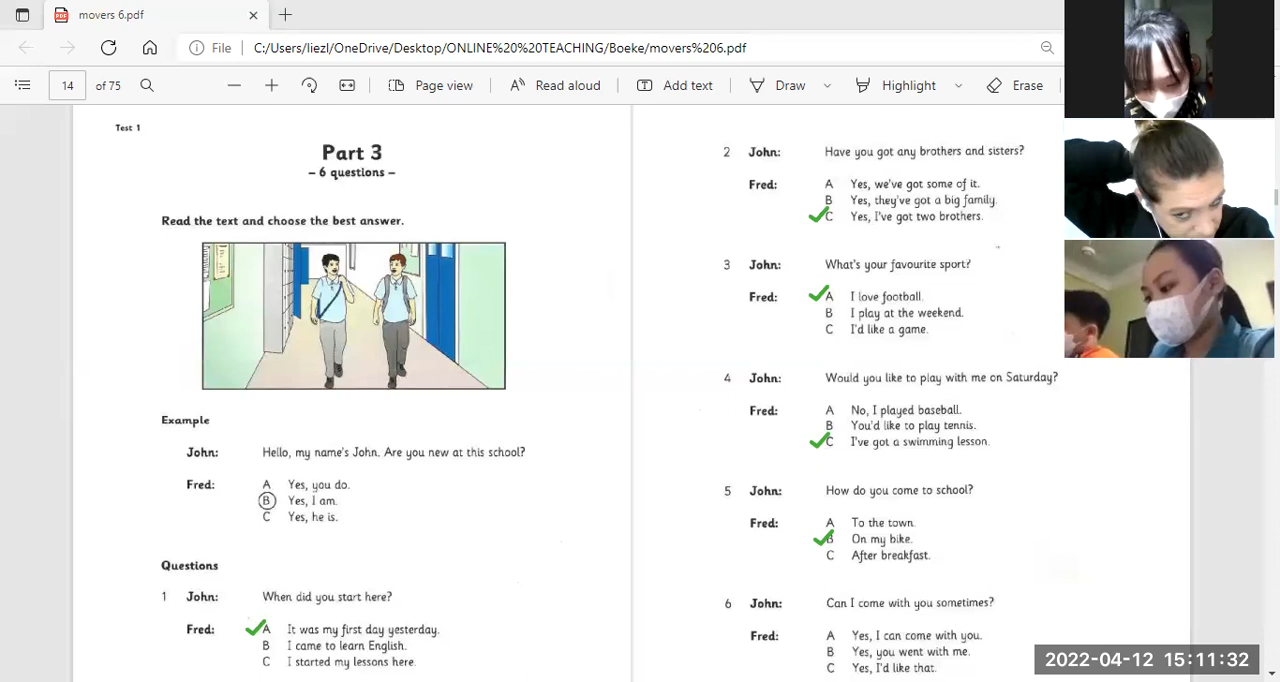 movers 6.pdf
File
C:/Users/liezl/OneDrive/Desktop/ONLINE%20%20TEACHING/Boeke/movers%206.pdf
14 of 75
Page view
Read aloud
Add text
Draw
Highlight
Erase
Test 1
Part 3
– 6 questions –
Read the text and choose the best answer.
Example
John: Hello, my name's John. Are you new at this school?
Fred: A Yes, you do.
B Yes, I am.
C Yes, he is.
Questions
1 John: When did you start here?
Fred: A It was my first day yesterday.
B I came to learn English.
C I started my lessons here.
2 John: Have you got any brothers and sisters?
Fred: A Yes, we've got some of it.
B Yes, they've got a big family.
C Yes, I've got two brothers.
3 John: What's your favourite sport?
Fred: A I love football.
B I play at the weekend.
C I'd like a game.
4 John: Would you like to play with me on Saturday?
Fred: A No, I played baseball.
B You'd like to play tennis.
C I've got a swimming lesson.
5 John: How do you come to school?
Fred: A To the town.
B On my bike.
C After breakfast.
6 John: Can I come with you sometimes?
Fred: A Yes, I can come with you.
B Yes, you went with me.
C Yes, I'd like that.
2022-04-12 15:11:32